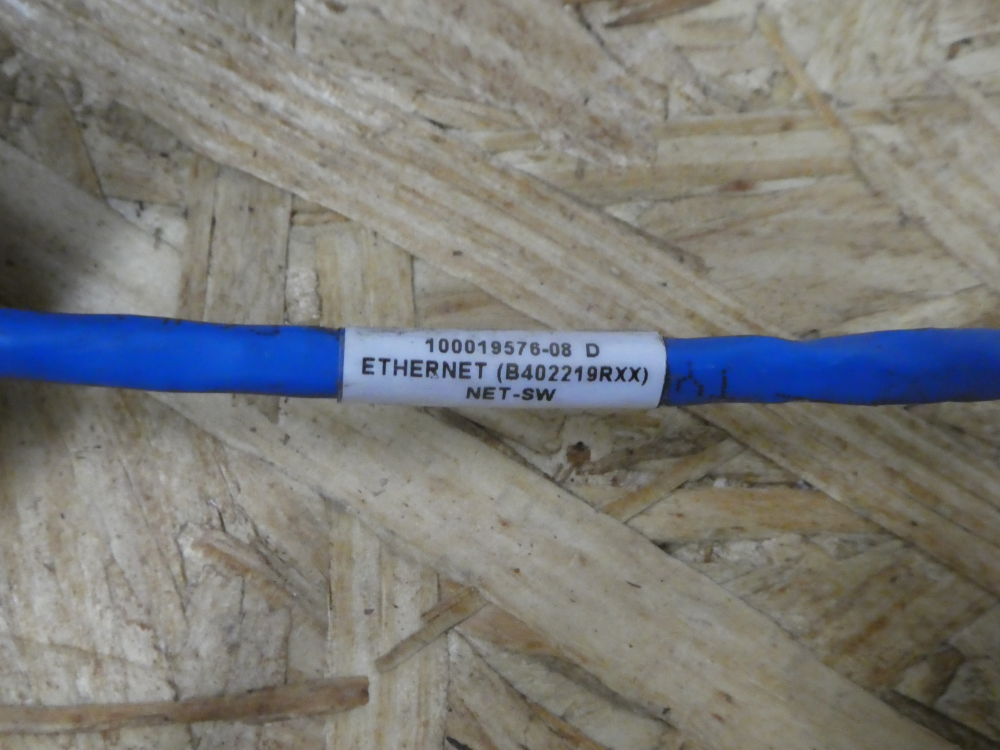 100019576-08 D
ETHERNET (B402219RXX)
NET-SW